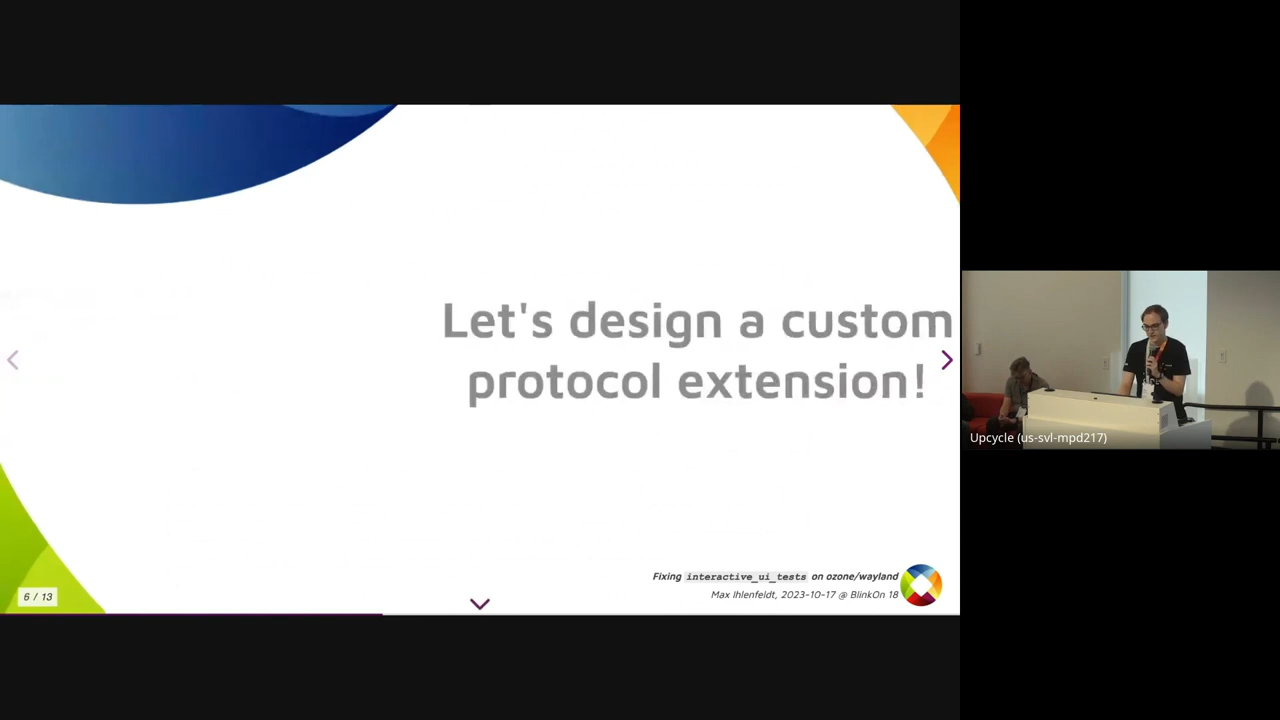 Let's design a custom
protocol extension!
Fixing interactive_ui_tests on ozone/wayland
Max Ihlenfeldt, 2023-10-17 @ BlinkOn 18
6 / 13
Upcycle (us-svl-mpd217)